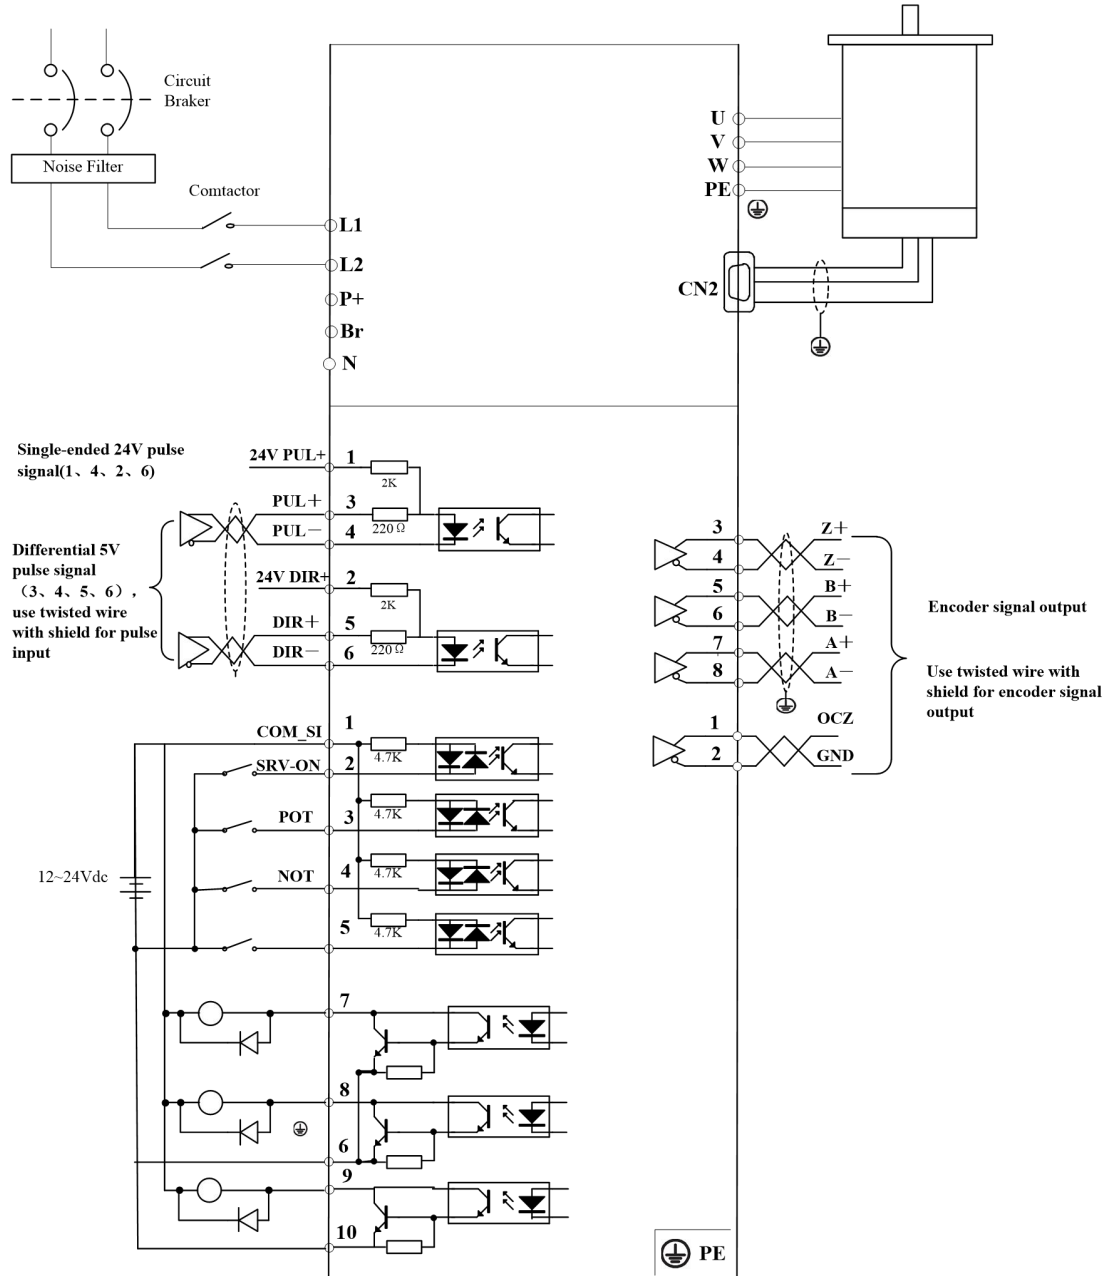 Circuit
Braker
Noise Filter
Comtactor
L1
L2
P+
Br
N
U
V
W
PE
CN2
Single-ended 24V pulse
signal(1、4、2、6)
24V PUL+ 1
2K
PUL+ 3
220Ω
PUL− 4
Differential 5V
pulse signal
（3、4、5、6）,
use twisted wire
with shield for pulse
input
24V DIR+ 2
2K
DIR+ 5
220Ω
DIR− 6
3 Z+
4 Z−
5 B+
6 B−
7 A+
8 A−
1 OCZ
2 GND
Encoder signal output
Use twisted wire with
shield for encoder signal
output
COM_SI 1
4.7K
SRV-ON 2
POT 3
4.7K
NOT 4
4.7K
12~24Vdc
5
4.7K
7
8
6
9
10
PE